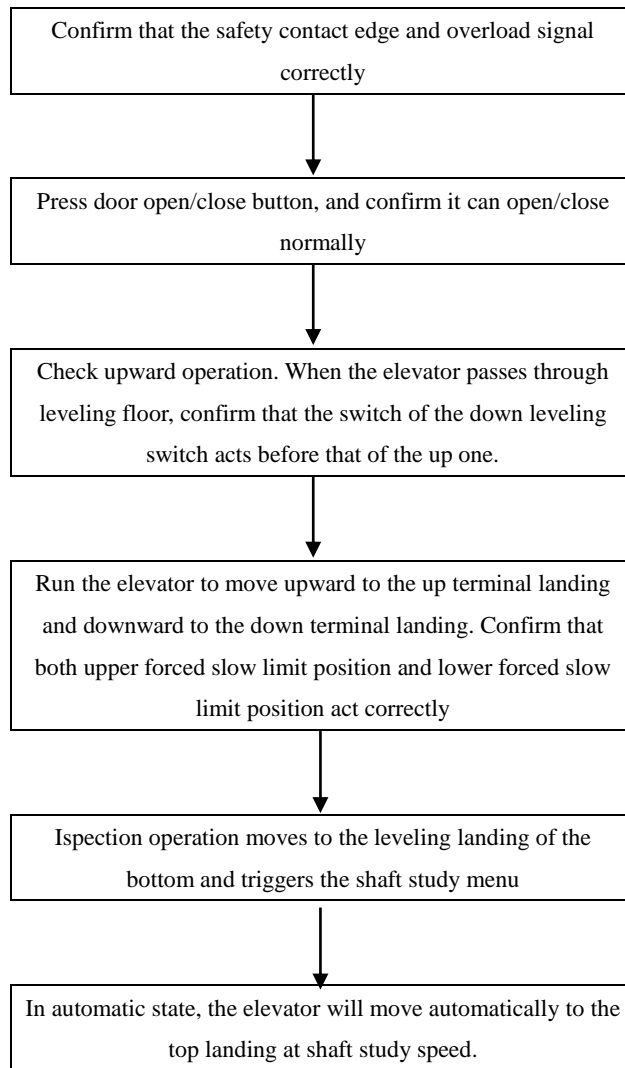 Confirm that the safety contact edge and overload signal
correctly
Press door open/close button, and confirm it can open/close
normally
Check upward operation. When the elevator passes through
leveling floor, confirm that the switch of the down leveling
switch acts before that of the up one.
Run the elevator to move upward to the up terminal landing
and downward to the down terminal landing. Confirm that
both upper forced slow limit position and lower forced slow
limit position act correctly
Ispection operation moves to the leveling landing of the
bottom and triggers the shaft study menu
In automatic state, the elevator will move automatically to the
top landing at shaft study speed.